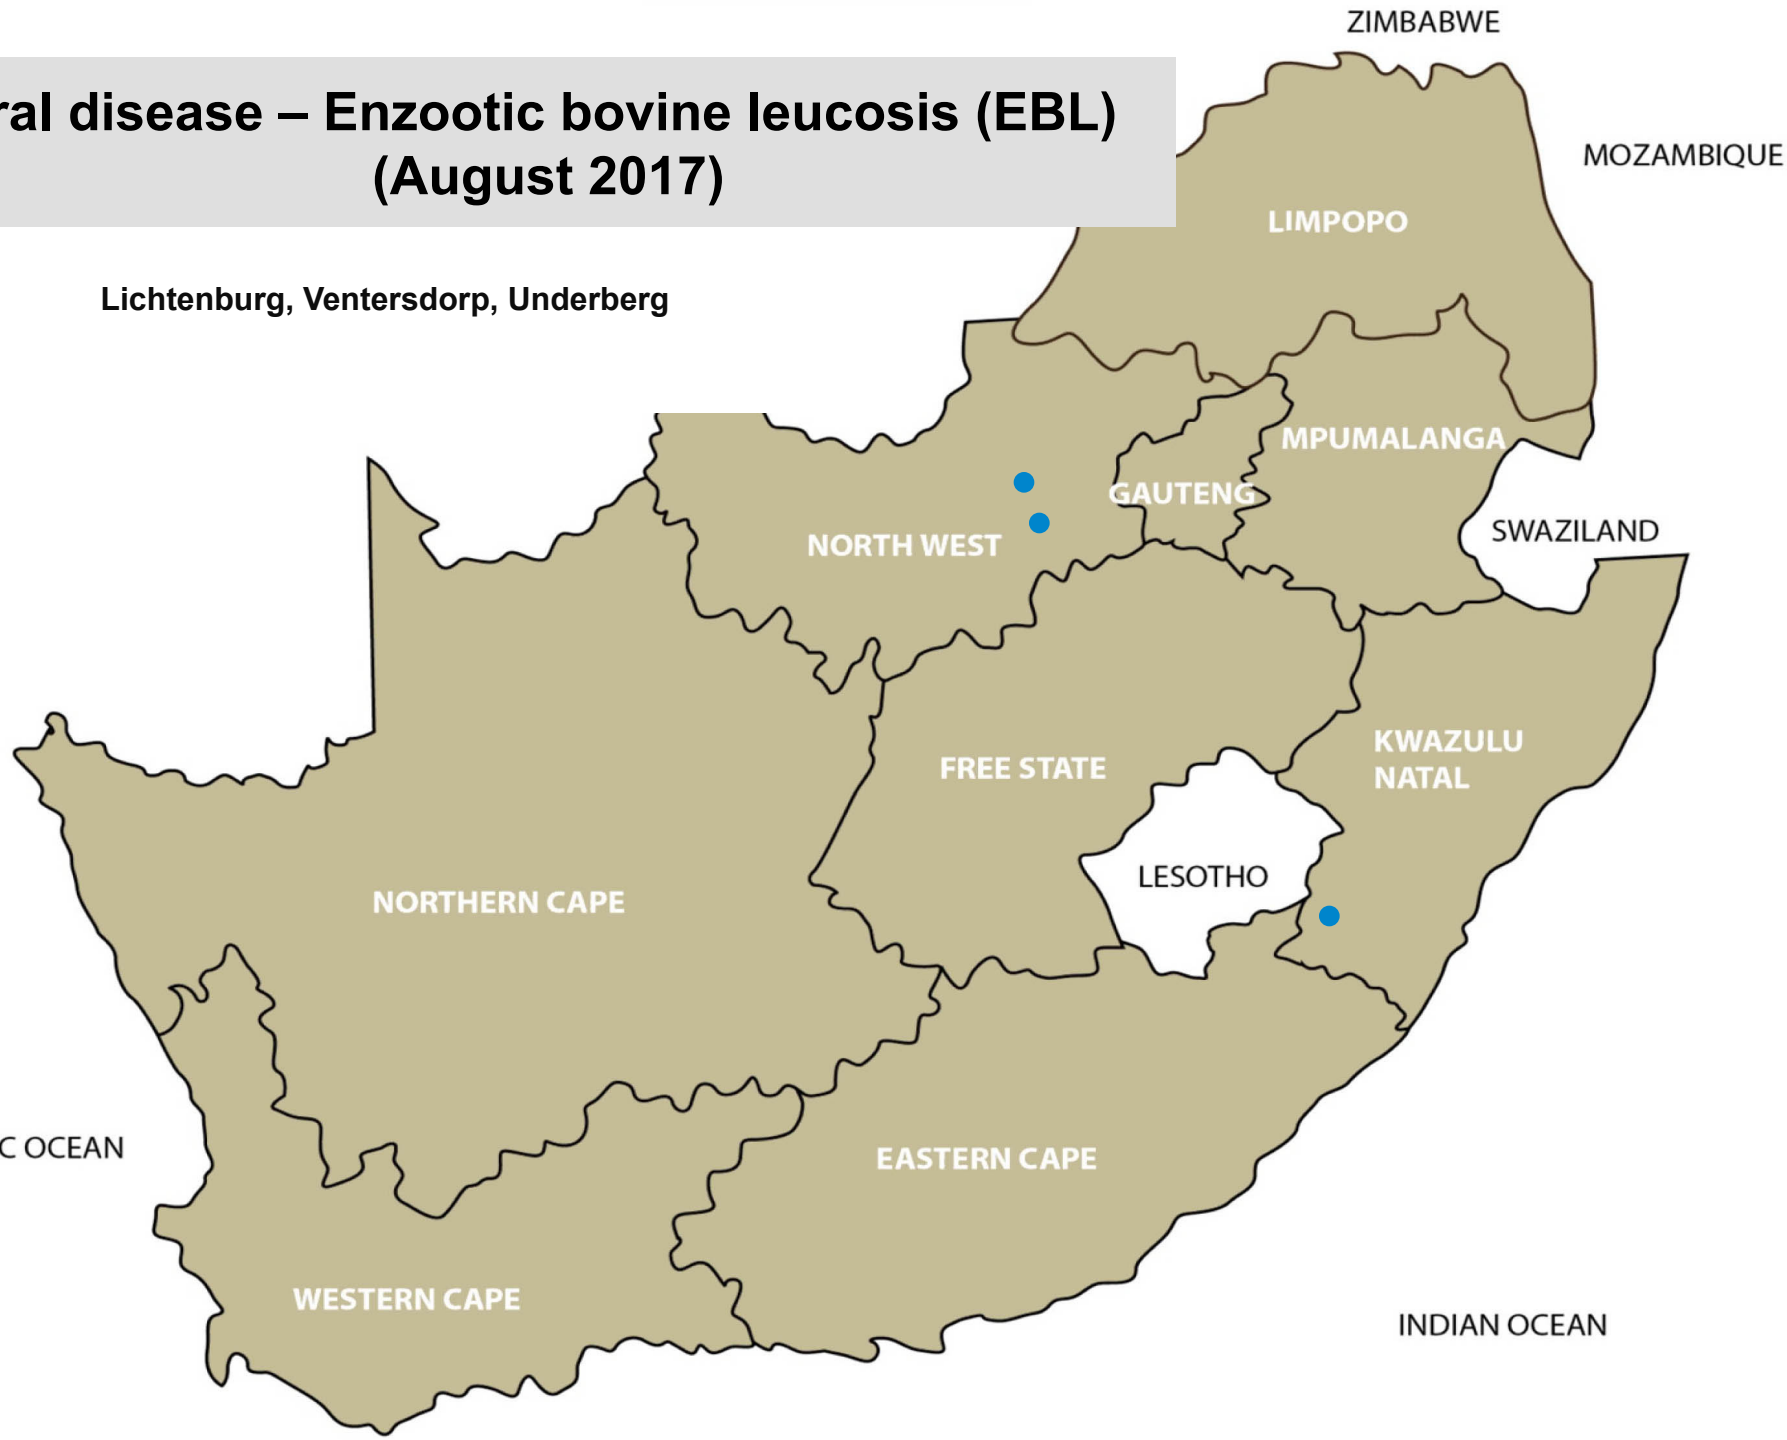 ZIMBABWE
ral disease – Enzootic bovine leucosis (EBL)
(August 2017)
MOZAMBIQUE
LIMPOPO
Lichtenburg, Ventersdorp, Underberg
MPUMALANGA
GAUTENG
SWAZILAND
NORTH WEST
KWAZULU
NATAL
FREE STATE
LESOTHO
NORTHERN CAPE
C OCEAN
EASTERN CAPE
WESTERN CAPE
INDIAN OCEAN